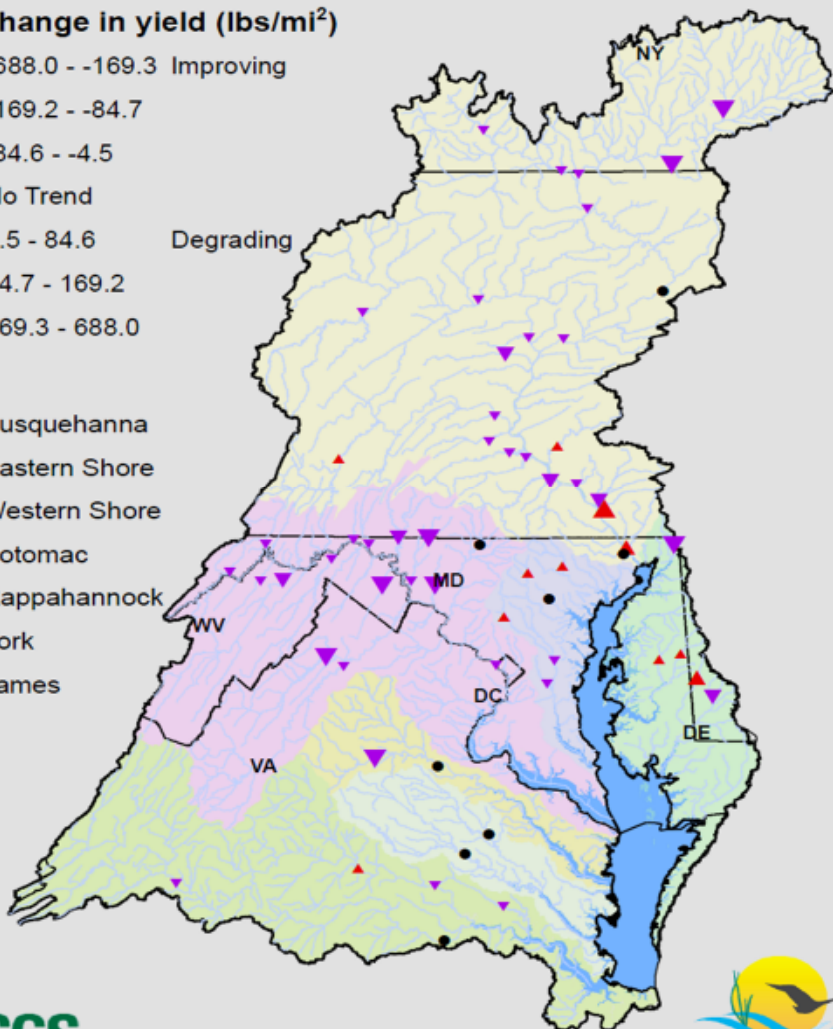 hange in yield (lbs/mi²)
688.0 - -169.3 Improving
169.2 - -84.7
84.6 - -4.5
No Trend
.5 - 84.6 Degrading
4.7 - 169.2
69.3 - 688.0
usquehanna
astern Shore
Western Shore
otomac
appahannock
ork
ames
NY
MD
WV
DC
DE
VA